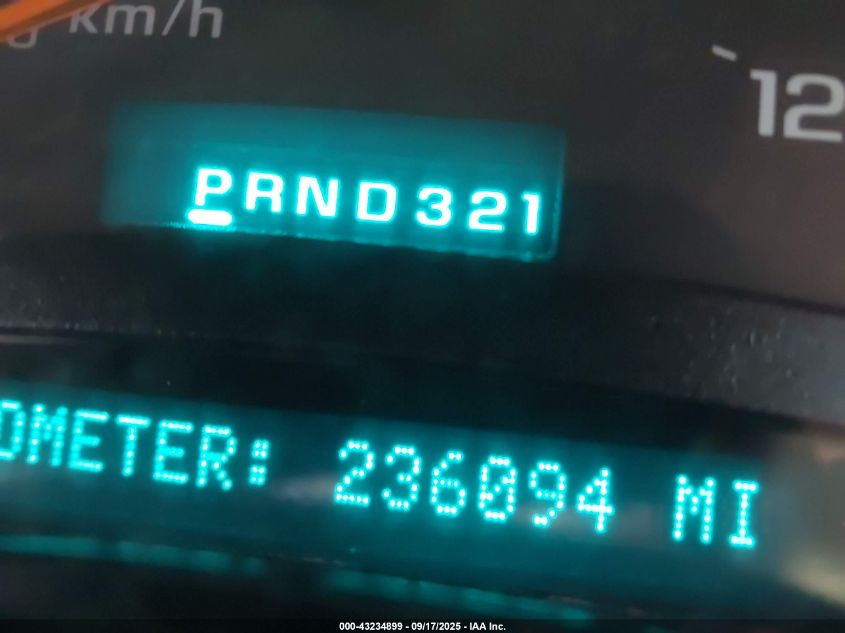 km/h
12
PRND321
OMETER: 236094 MI
000-43234899 - 09/17/2025 - IAA Inc.